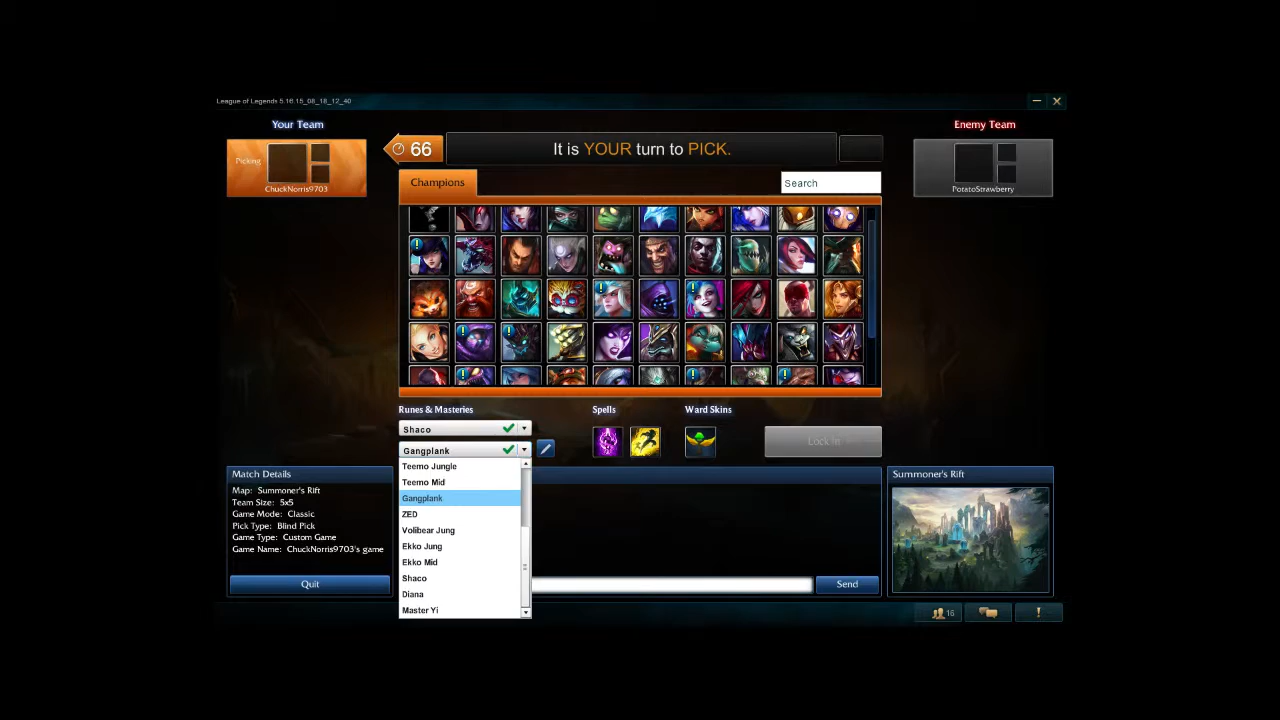 League of Legends 5.16.15_08_18_12_40
Your Team
Enemy Team
Picking
ChuckNorris9703
66
It is YOUR turn to PICK.
PotatoStrawberry
Champions
Search
Runes & Masteries
Spells
Ward Skins
Shaco
Gangplank
Lock In
Teemo Jungle
Teemo Mid
Gangplank
ZED
Volibear Jung
Ekko Jung
Ekko Mid
Shaco
Diana
Master Yi
Match Details
Map: Summoner's Rift
Team Size: 5x5
Game Mode: Classic
Pick Type: Blind Pick
Game Type: Custom Game
Game Name: ChuckNorris9703's game
Quit
Send
Summoner's Rift
16